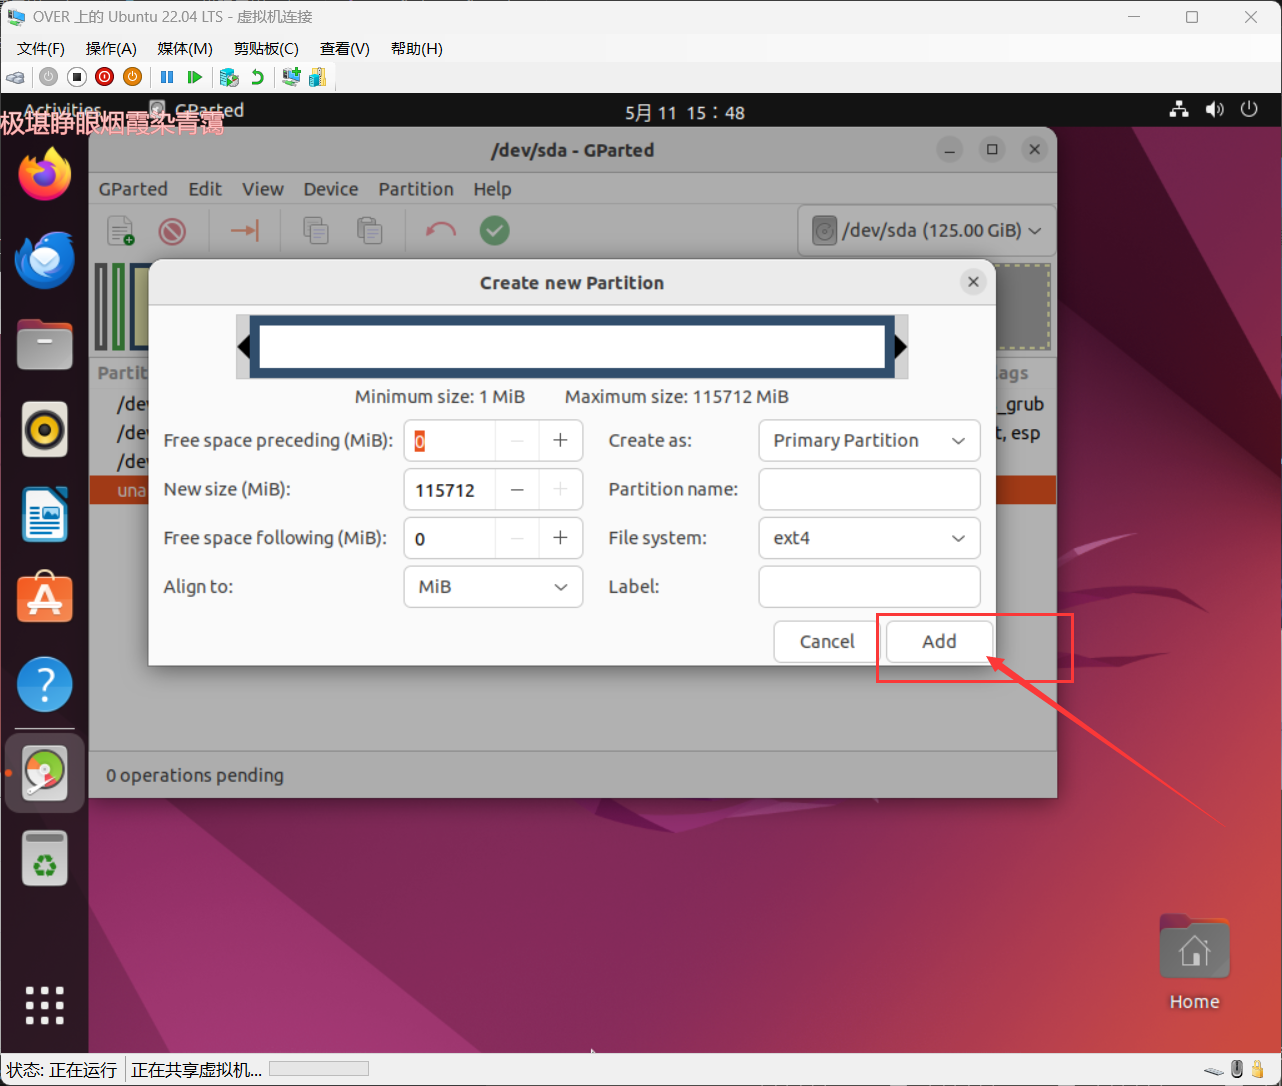 OVER 上的 Ubuntu 22.04 LTS - 虚拟机连接
文件(F) 操作(A) 媒体(M) 剪贴板(C) 查看(V) 帮助(H)
Activities GParted 5月 11 15：48
极堪睁眼烟霞染青霭
/dev/sda - GParted
GParted Edit View Device Partition Help
/dev/sda (125.00 GiB)
Create new Partition
Minimum size: 1 MiB Maximum size: 115712 MiB
Free space preceding (MiB): 0 Create as: Primary Partition
New size (MiB): 115712 Partition name:
Free space following (MiB): 0 File system: ext4
Align to: MiB Label:
Cancel Add
Partit ags
/de _grub
/de t, esp
/de
una
0 operations pending
Home
状态: 正在运行 正在共享虚拟机...